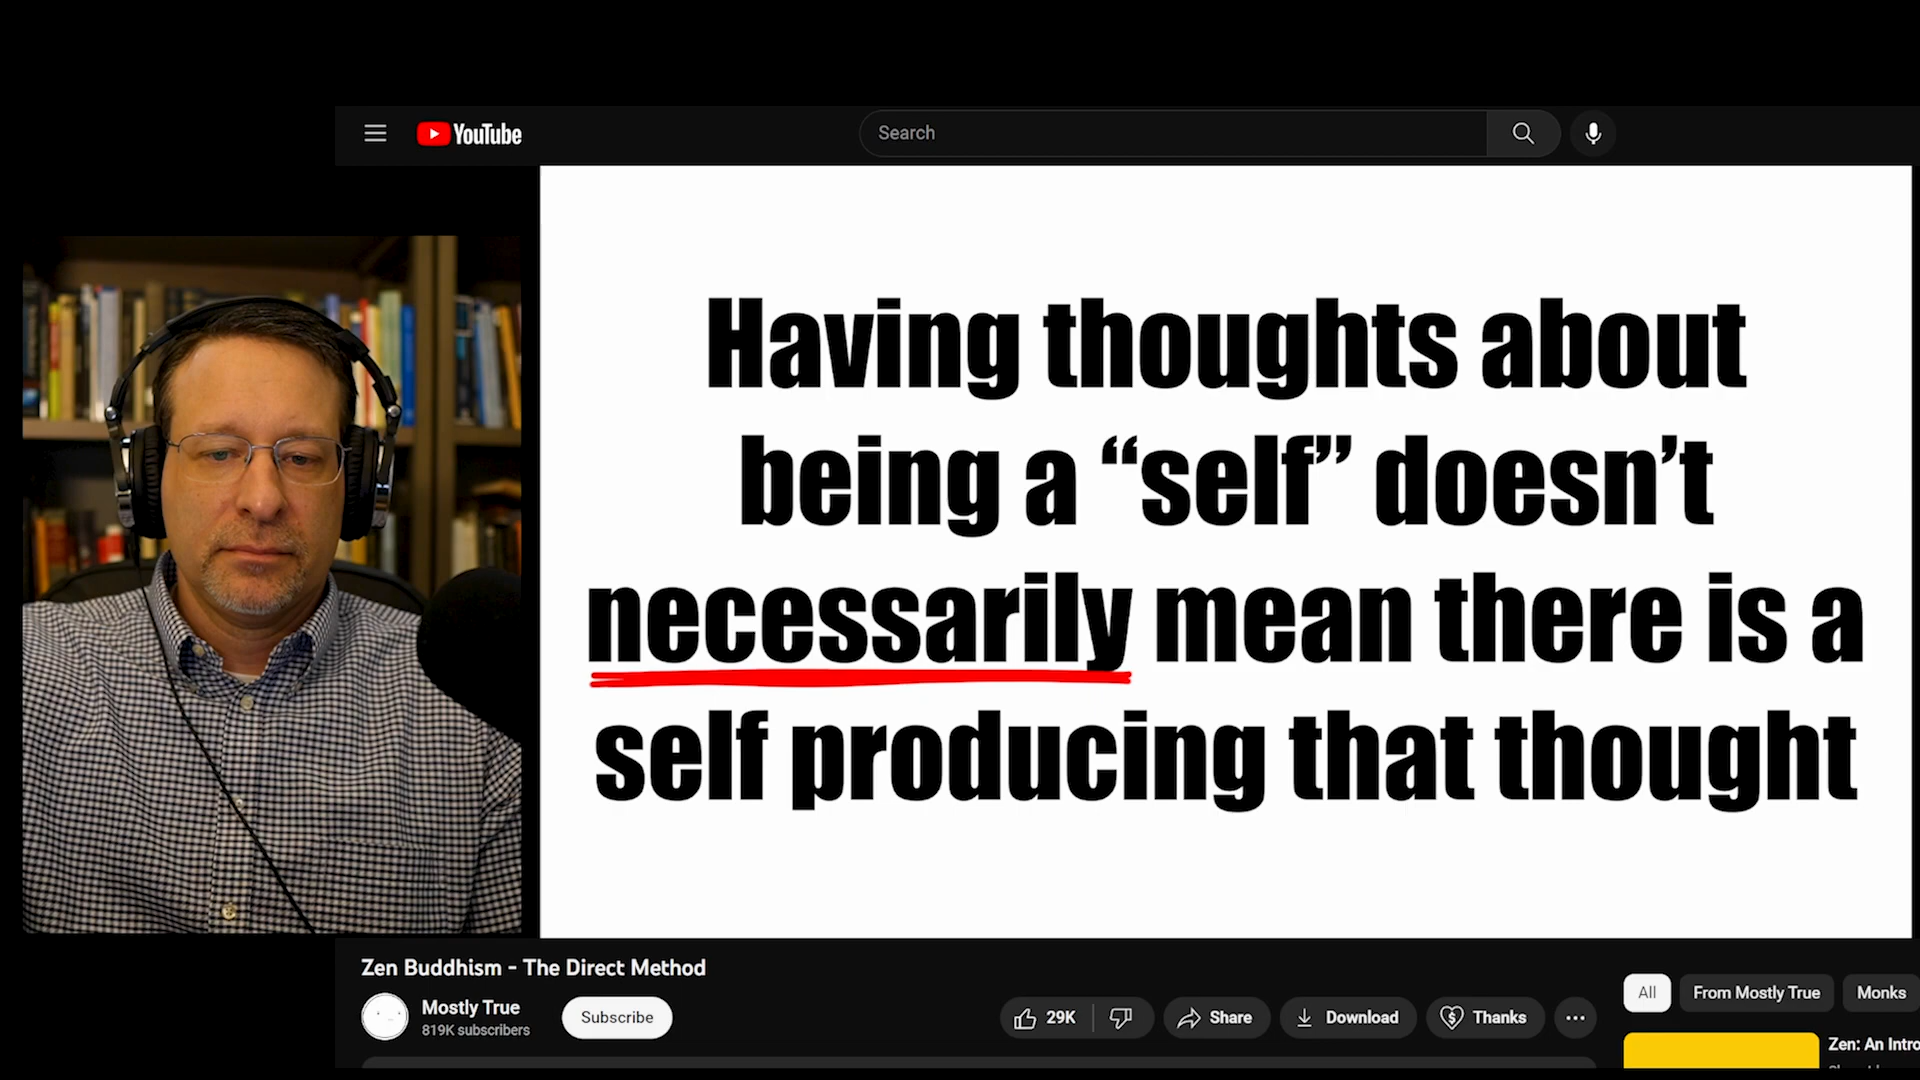 YouTube
Search
Having thoughts about
being a “self” doesn’t
necessarily mean there is a
self producing that thought
Zen Buddhism - The Direct Method
Mostly True
819K subscribers
Subscribe
29K
Share
Download
Thanks
All
From Mostly True
Monks
Zen: An Intro